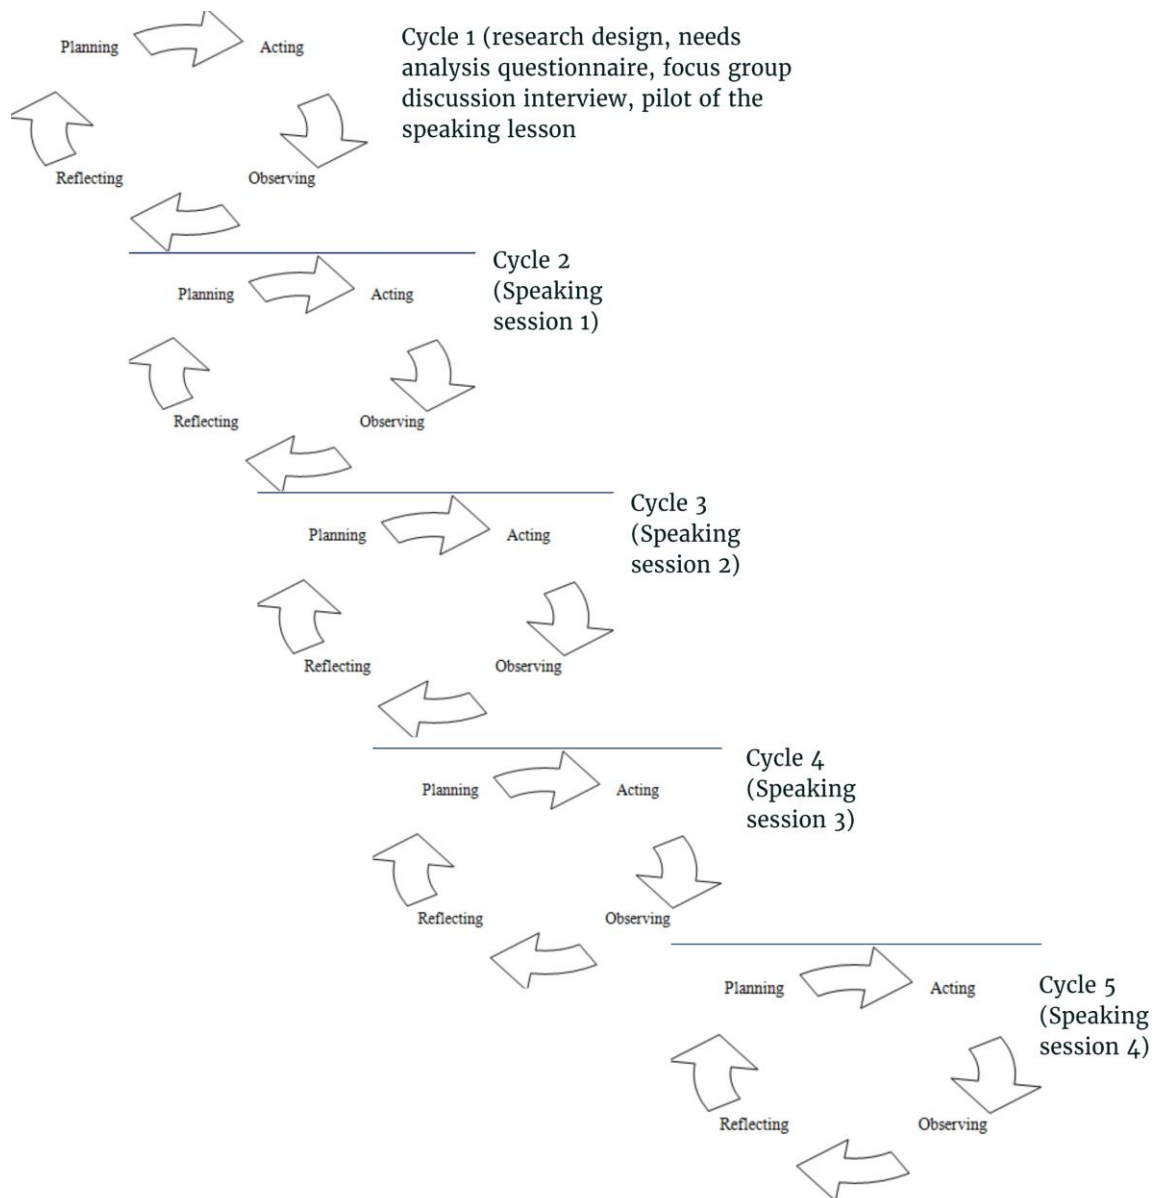 Planning
Acting
Cycle 1 (research design, needs
analysis questionnaire, focus group
discussion interview, pilot of the
speaking lesson
Reflecting
Observing
Cycle 2
(Speaking
session 1)
Planning
Acting
Reflecting
Observing
Cycle 3
(Speaking
session 2)
Planning
Acting
Reflecting
Observing
Cycle 4
(Speaking
session 3)
Planning
Acting
Reflecting
Observing
Cycle 5
(Speaking
session 4)
Planning
Acting
Reflecting
Observing